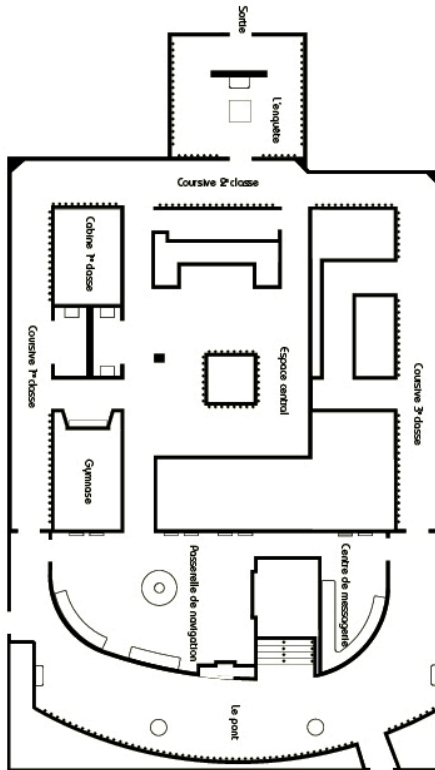 Sortie
L'enquête
Coursive 2e classe
Cabine 1re classe
Coursive 1re classe
Espace central
Coursive 3e classe
Gymnase
Passerelle de navigation
Centre de messagerie
le pont